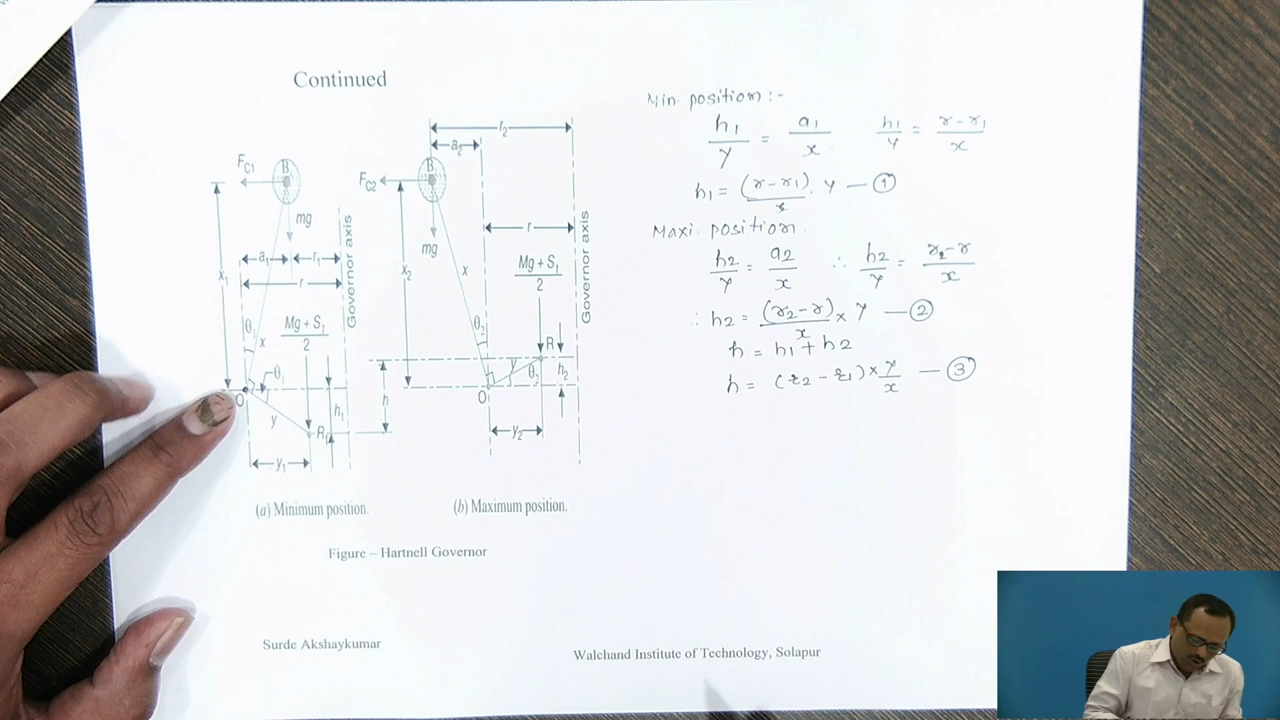 Continued
Min. position :-
h1/y = a1/x h1/y = r-r1/x
h1 = (r-r1)/x . y — ①
Maxi. position.
h2/y = a2/x ∴ h2/y = r2-r/x
∴ h2 = (r2-r)/x × y — ②
h = h1 + h2
h = (r2 - r1) × y/x — ③
FC1
B
mg
a1
r1
r
x1
θ1
x
Mg + S1
2
Governor axis
θ1
O
y
R
h1
y1
r2
a2
FC2
B
mg
r
x2
x
Mg + S1
2
Governor axis
θ2
R
y
θ2
h2
h
O
y2
(a) Minimum position.
(b) Maximum position.
Figure – Hartnell Governor
Surde Akshaykumar
Walchand Institute of Technology, Solapur